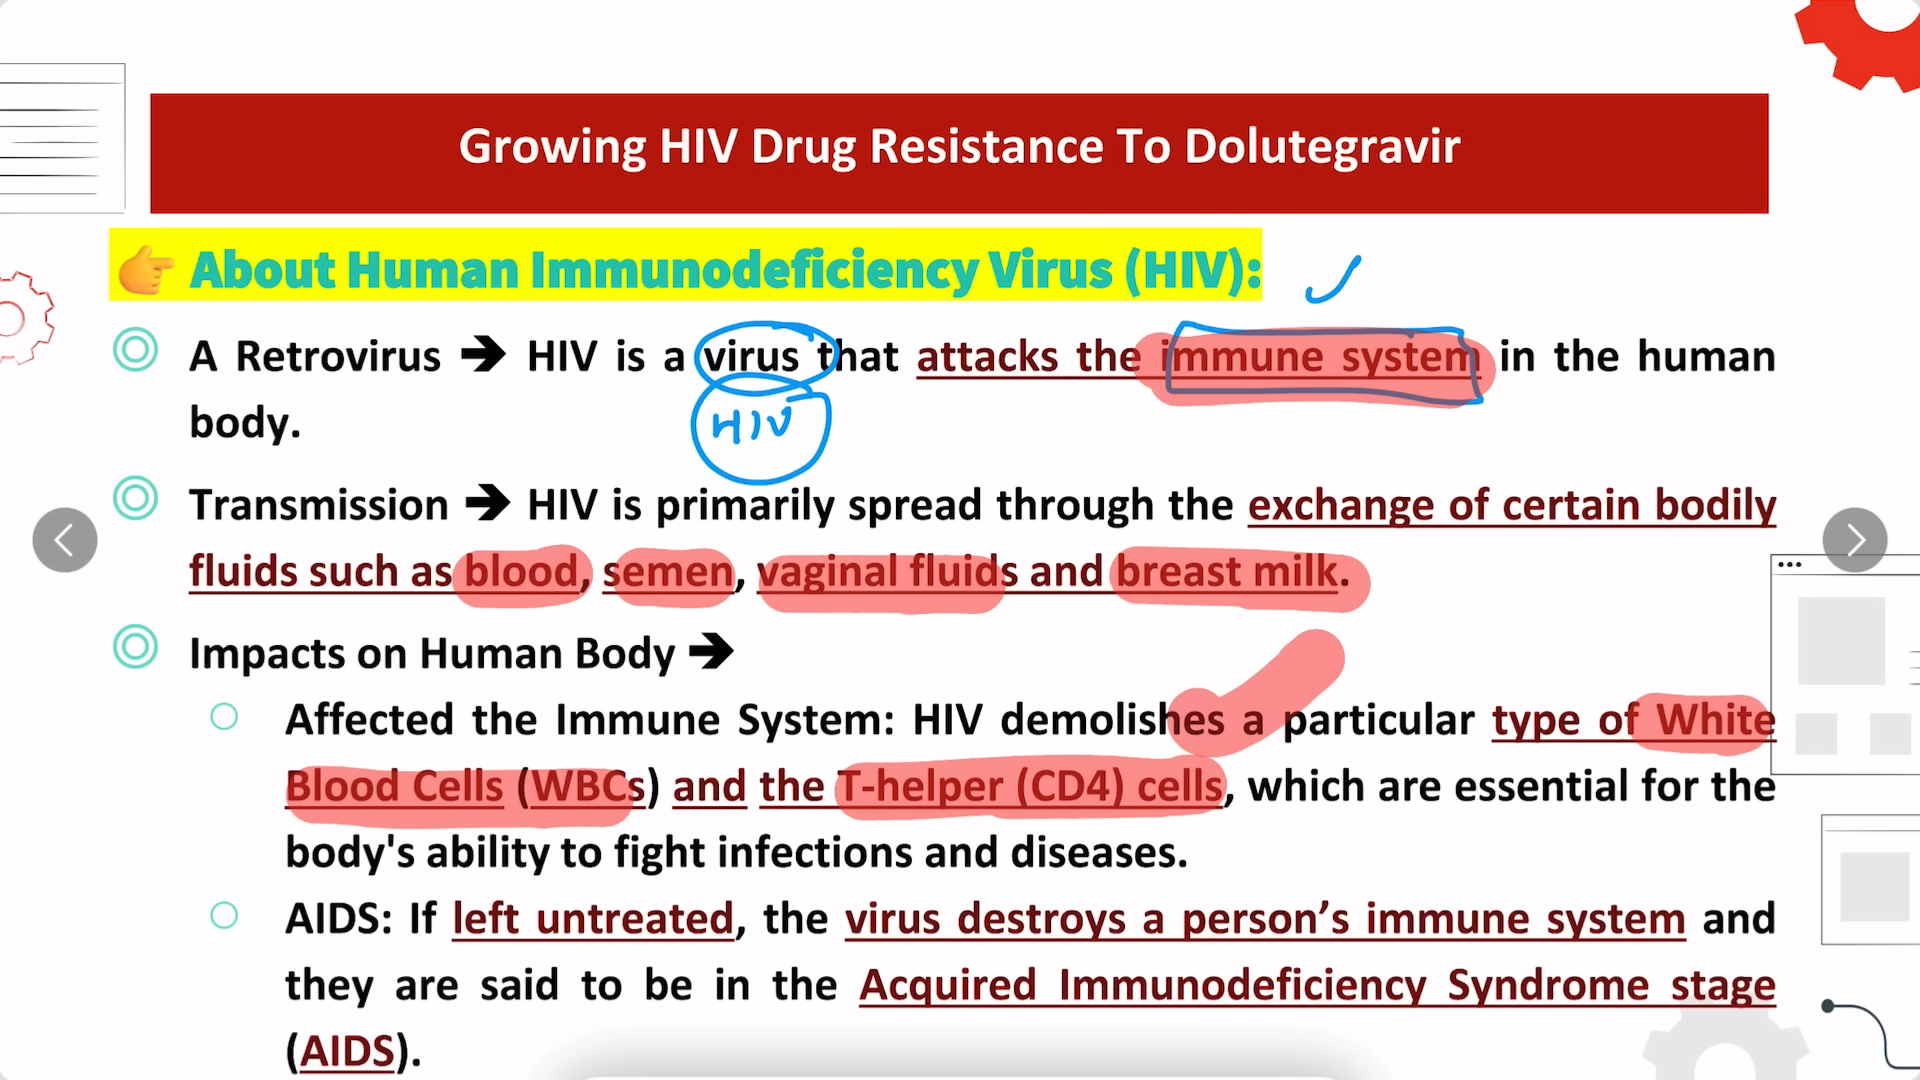 Growing HIV Drug Resistance To Dolutegravir
👉 About Human Immunodeficiency Virus (HIV):
A Retrovirus ➔ HIV is a virus that attacks the immune system in the human
body.
HIV
Transmission ➔ HIV is primarily spread through the exchange of certain bodily
fluids such as blood, semen, vaginal fluids and breast milk.
Impacts on Human Body ➔
Affected the Immune System: HIV demolishes a particular type of White
Blood Cells (WBCs) and the T-helper (CD4) cells, which are essential for the
body's ability to fight infections and diseases.
AIDS: If left untreated, the virus destroys a person’s immune system and
they are said to be in the Acquired Immunodeficiency Syndrome stage
(AIDS).